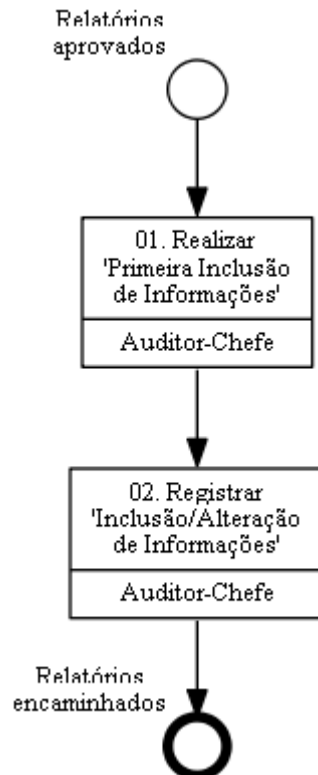 Relatórios
aprovados
01. Realizar
'Primeira Inclusão
de Informações'
Auditor-Chefe
02. Registrar
'Inclusão/Alteração
de Informações'
Auditor-Chefe
Relatórios
encaminhados